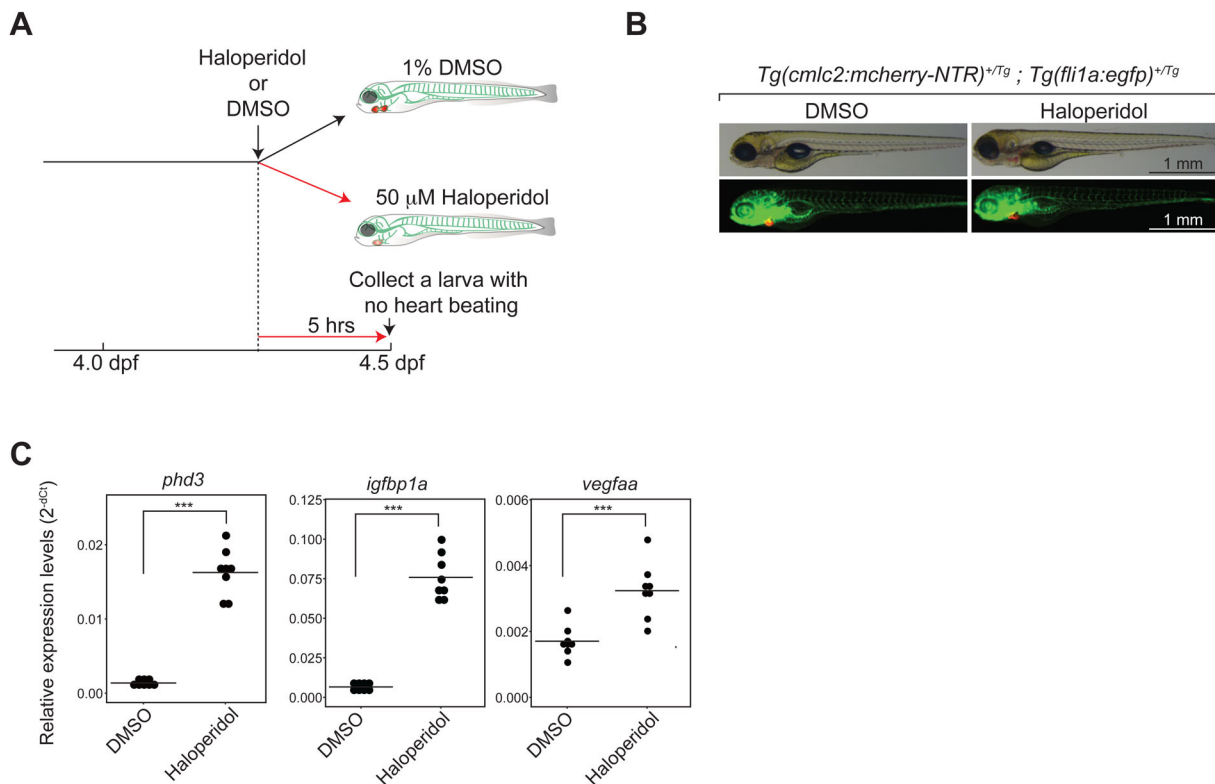 A
Haloperidol
or
DMSO
1% DMSO
50 μM Haloperidol
Collect a larva with
no heart beating
5 hrs
4.0 dpf
4.5 dpf
B
Tg(cmlc2:mcherry-NTR)+/Tg ; Tg(fli1a:egfp)+/Tg
DMSO
Haloperidol
1 mm
1 mm
C
Relative expression levels (2-dCt)
phd3
***
0.02
0.01
0.00
DMSO
Haloperidol
igfbp1a
***
0.125
0.100
0.075
0.050
0.025
0.000
DMSO
Haloperidol
vegfaa
***
0.006
0.004
0.002
0.000
DMSO
Haloperidol